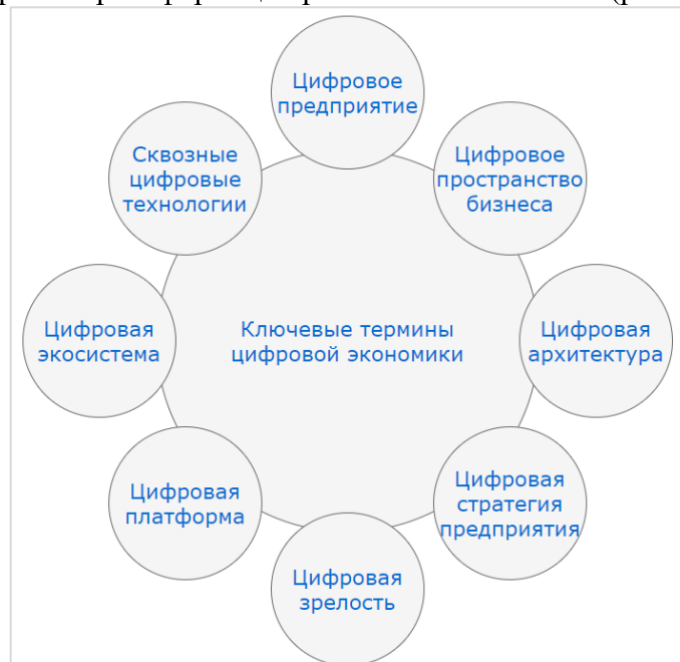 Цифровое
предприятие
Цифровое
пространство
бизнеса
Сквозные
цифровые
технологии
Цифровая
экосистема
Ключевые термины
цифровой экономики
Цифровая
архитектура
Цифровая
платформа
Цифровая
стратегия
предприятия
Цифровая
зрелость